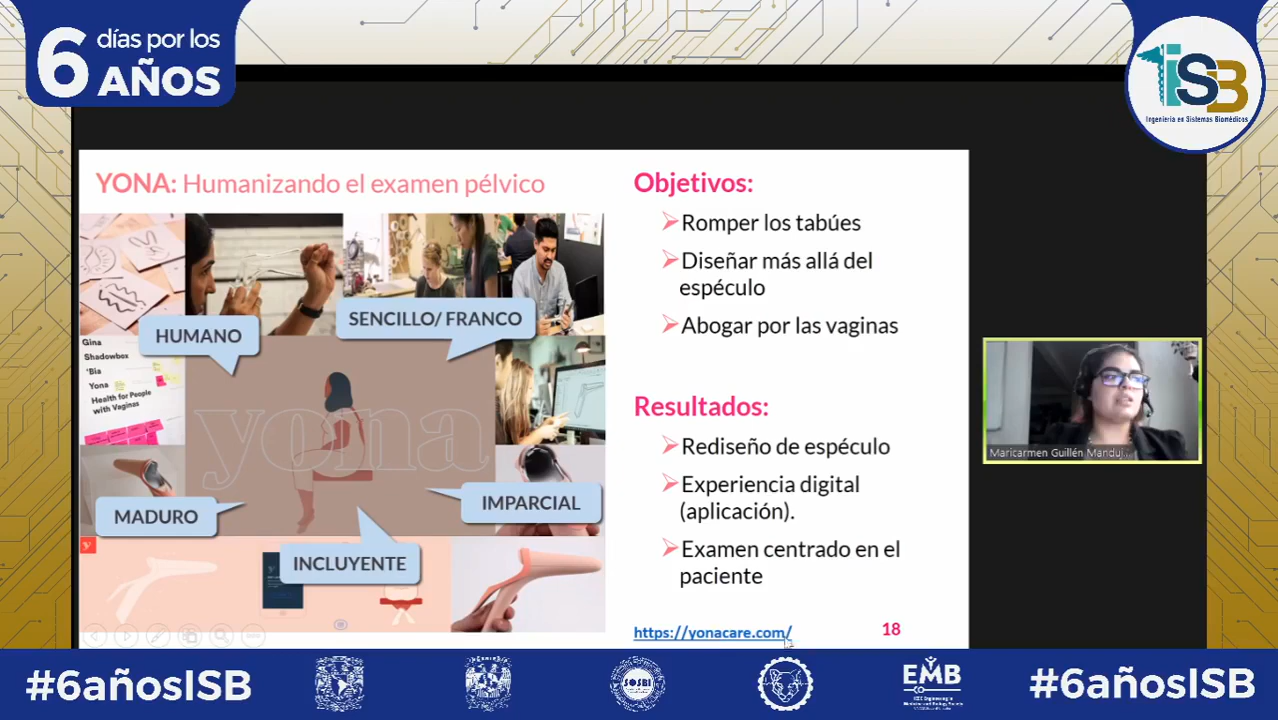 6 días por los
AÑOS
iSB
Ingeniería en Sistemas Biomédicos
YONA: Humanizando el examen pélvico
HUMANO
SENCILLO/ FRANCO
Gina
Shadowbox
Bia
Yona
Health for People
with Vaginas
yona
MADURO
IMPARCIAL
INCLUYENTE
Objetivos:
Romper los tabúes
Diseñar más allá del
espéculo
Abogar por las vaginas
Resultados:
Rediseño de espéculo
Experiencia digital
(aplicación).
Examen centrado en el
paciente
https://yonacare.com/
18
Maricarmen Guillén Manduj...
#6añosISB
SOSBI
EMB
#6añosISB